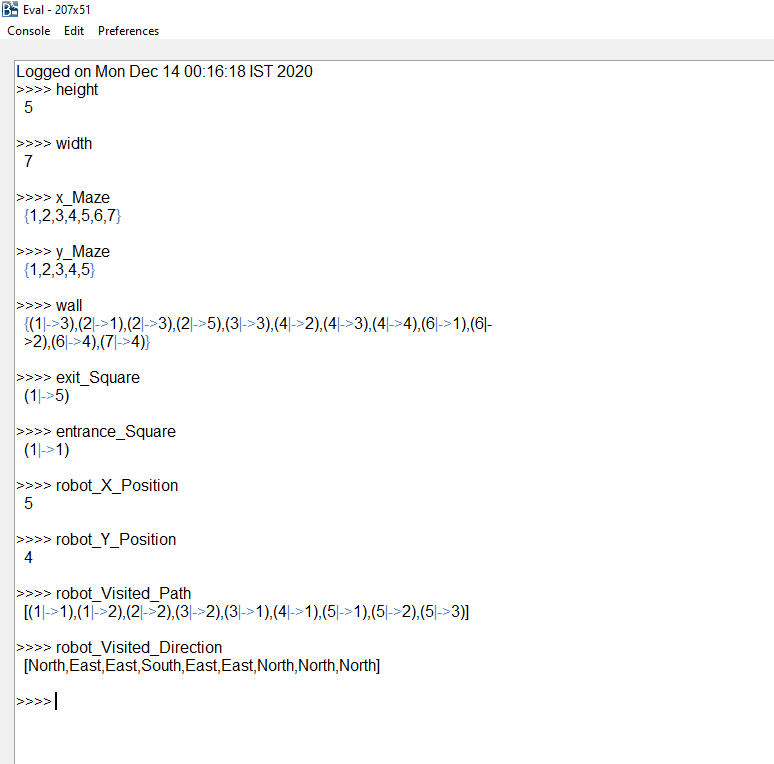 Eval - 207x51
Console Edit Preferences
Logged on Mon Dec 14 00:16:18 IST 2020
>>>> height
5
>>>> width
7
>>>> x_Maze
{1,2,3,4,5,6,7}
>>>> y_Maze
{1,2,3,4,5}
>>>> wall
{(1|->3),(2|->1),(2|->3),(2|->5),(3|->3),(4|->2),(4|->3),(4|->4),(6|->1),(6|-
>2),(6|->4),(7|->4)}
>>>> exit_Square
(1|->5)
>>>> entrance_Square
(1|->1)
>>>> robot_X_Position
5
>>>> robot_Y_Position
4
>>>> robot_Visited_Path
[(1|->1),(1|->2),(2|->2),(3|->2),(3|->1),(4|->1),(5|->1),(5|->2),(5|->3)]
>>>> robot_Visited_Direction
[North,East,East,South,East,East,North,North,North]
>>>>